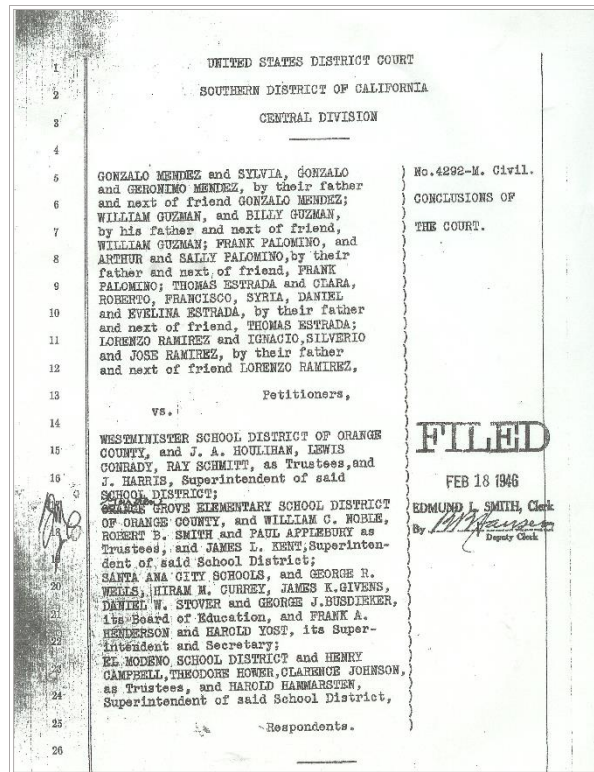 UNITED STATES DISTRICT COURT
SOUTHERN DISTRICT OF CALIFORNIA
CENTRAL DIVISION
GONZALO MENDEZ and SYLVIA, GONZALO
and GERONIMO MENDEZ, by their father
and next of friend GONZALO MENDEZ;
WILLIAM GUZMAN, and BILLY GUZMAN,
by his father and next of friend,
WILLIAM GUZMAN; FRANK PALOMINO, and
ARTHUR and SALLY PALOMINO,by their
father and next of friend, FRANK
PALOMINO; THOMAS ESTRADA and CLARA,
ROBERTO, FRANCISCO, SYRIA, DANIEL
and EVELINA ESTRADA, by their father
and next of friend, THOMAS ESTRADA;
LORENZO RAMIREZ and IGNACIO,SILVERIO
and JOSE RAMIREZ, by their father
and next of friend LORENZO RAMIREZ,
Petitioners,
vs.
WESTMINISTER SCHOOL DISTRICT OF ORANGE
COUNTY, and J. A. HOULIHAN, LEWIS
CONRADY, RAY SCHMITT, as Trustees,and
J. HARRIS, Superintendent of said
SCHOOL DISTRICT;
Garden
ORANGE GROVE ELEMENTARY SCHOOL DISTRICT
OF ORANGE COUNTY, and WILLIAM C. NOBLE,
ROBERT B. SMITH and PAUL APPLEBURY as
Trustees, and JAMES L. KENT,Superinten-
dent of said School District;
SANTA ANA CITY SCHOOLS, and GEORGE R.
WELLS, HIRAM M. CURREY, JAMES K.GIVENS,
DANIEL W. STOVER and GEORGE J.BUSDIEKER,
its Board of Education, and FRANK A.
HENDERSON and HAROLD YOST, its Super-
intendent and Secretary;
EL MODENO SCHOOL DISTRICT and HENRY
CAMPBELL,THEODORE HOWER,CLARENCE JOHNSON,
as Trustees, and HAROLD HAMMARSTEN,
Superintendent of said School District,
Respondents.
No.4292-M. Civil.
CONCLUSIONS OF
THE COURT.
FILED
FEB 18 1946
EDMUND L. SMITH, Clerk
By
Deputy Clerk
1
2
3
4
5
6
7
8
9
10
11
12
13
14
15
16
19
20
21
22
23
24
25
26